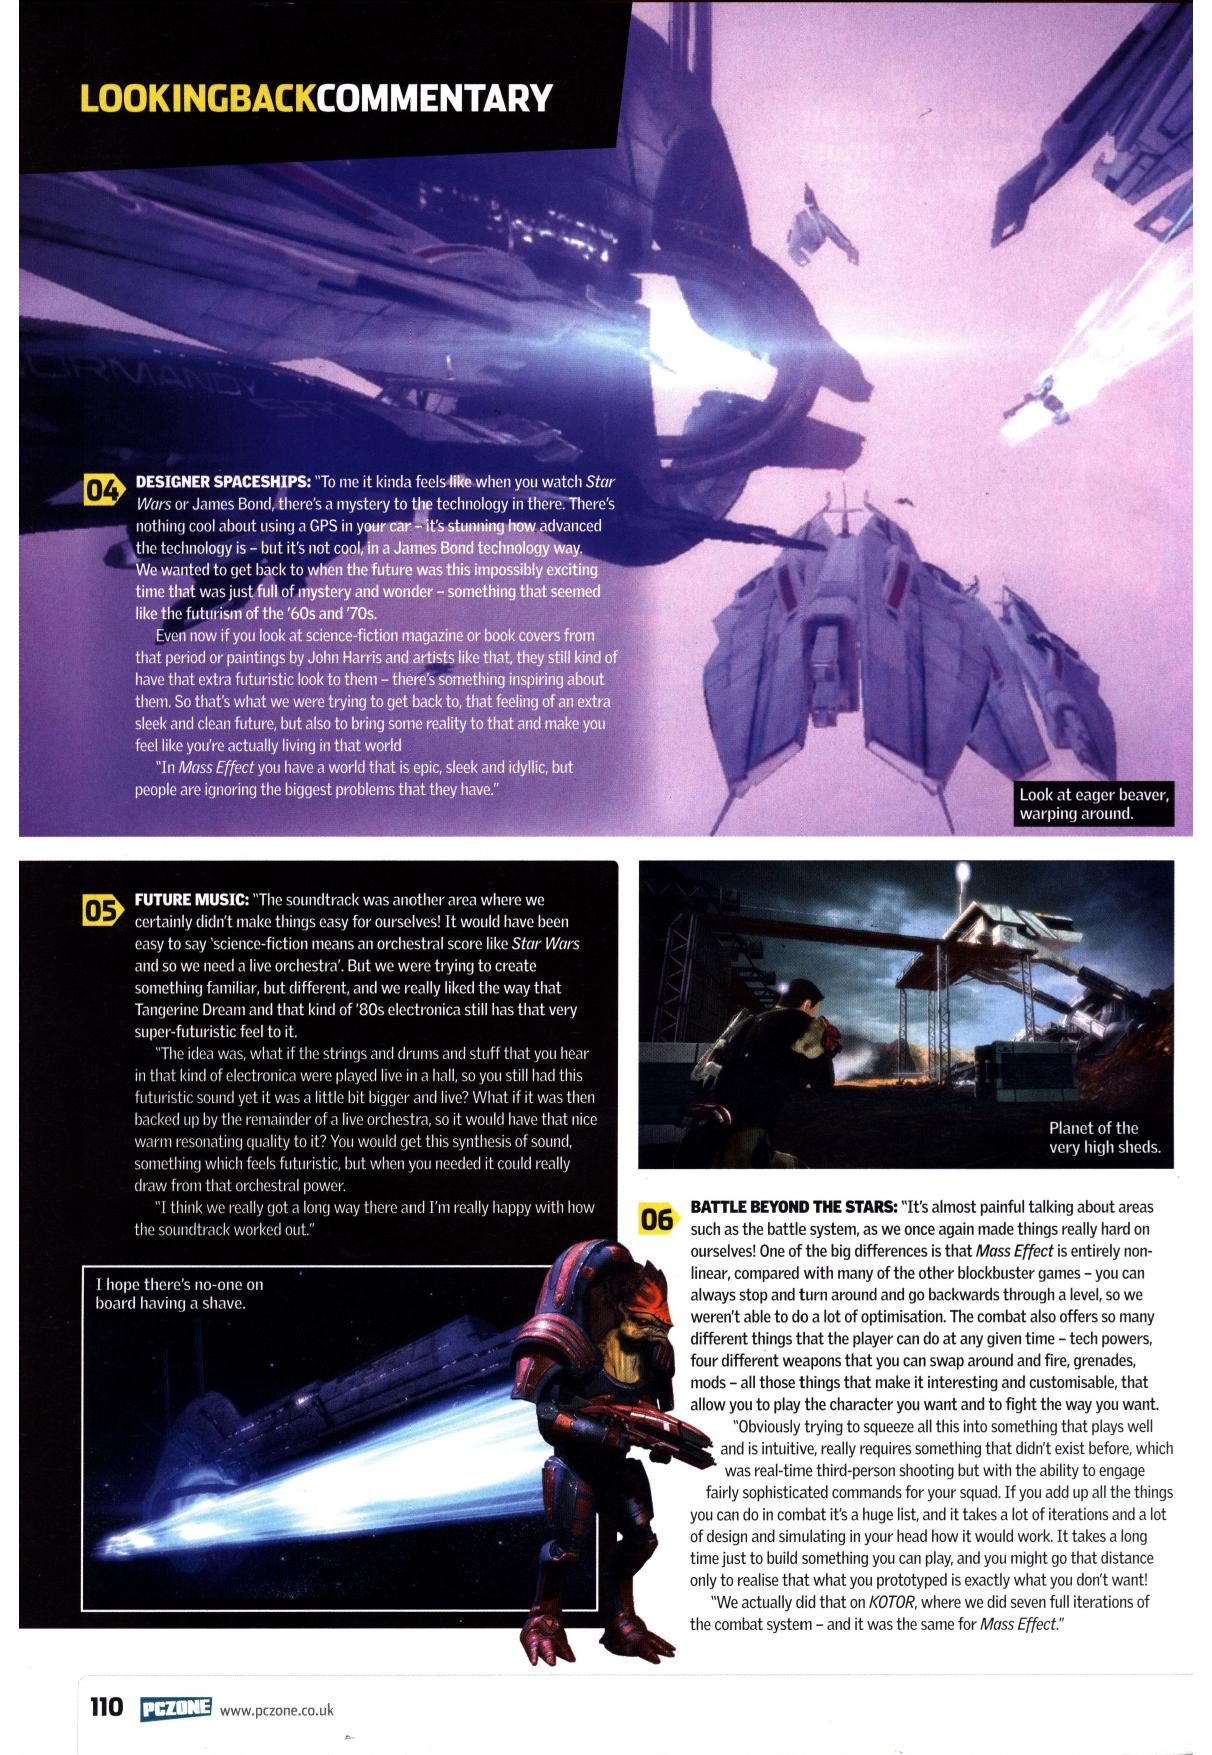 LOOKINGBACKCOMMENTARY
NORMANDY
SR
04 DESIGNER SPACESHIPS: “To me it kinda feels like when you watch Star
Wars or James Bond, there’s a mystery to the technology in there. There’s
nothing cool about using a GPS in your car – it’s stunning how advanced
the technology is – but it’s not cool, in a James Bond technology way.
We wanted to get back to when the future was this impossibly exciting
time that was just full of mystery and wonder – something that seemed
like the futurism of the ’60s and ’70s.
Even now if you look at science-fiction magazine or book covers from
that period or paintings by John Harris and artists like that, they still kind of
have that extra futuristic look to them – there’s something inspiring about
them. So that’s what we were trying to get back to, that feeling of an extra
sleek and clean future, but also to bring some reality to that and make you
feel like you’re actually living in that world
“In Mass Effect you have a world that is epic, sleek and idyllic, but
people are ignoring the biggest problems that they have.”
Look at eager beaver,
warping around.
05 FUTURE MUSIC: “The soundtrack was another area where we
certainly didn’t make things easy for ourselves! It would have been
easy to say ‘science-fiction means an orchestral score like Star Wars
and so we need a live orchestra’. But we were trying to create
something familiar, but different, and we really liked the way that
Tangerine Dream and that kind of ’80s electronica still has that very
super-futuristic feel to it.
“The idea was, what if the strings and drums and stuff that you hear
in that kind of electronica were played live in a hall, so you still had this
futuristic sound yet it was a little bit bigger and live? What if it was then
backed up by the remainder of a live orchestra, so it would have that nice
warm resonating quality to it? You would get this synthesis of sound,
something which feels futuristic, but when you needed it could really
draw from that orchestral power.
“I think we really got a long way there and I’m really happy with how
the soundtrack worked out.”
I hope there’s no-one on
board having a shave.
Planet of the
very high sheds.
06 BATTLE BEYOND THE STARS: “It’s almost painful talking about areas
such as the battle system, as we once again made things really hard on
ourselves! One of the big differences is that Mass Effect is entirely non-
linear, compared with many of the other blockbuster games – you can
always stop and turn around and go backwards through a level, so we
weren’t able to do a lot of optimisation. The combat also offers so many
different things that the player can do at any given time – tech powers,
four different weapons that you can swap around and fire, grenades,
mods – all those things that make it interesting and customisable, that
allow you to play the character you want and to fight the way you want.
“Obviously trying to squeeze all this into something that plays well
and is intuitive, really requires something that didn’t exist before, which
was real-time third-person shooting but with the ability to engage
fairly sophisticated commands for your squad. If you add up all the things
you can do in combat it’s a huge list, and it takes a lot of iterations and a lot
of design and simulating in your head how it would work. It takes a long
time just to build something you can play, and you might go that distance
only to realise that what you prototyped is exactly what you don’t want!
“We actually did that on KOTOR, where we did seven full iterations of
the combat system – and it was the same for Mass Effect.”
110 PCZONE www.pczone.co.uk